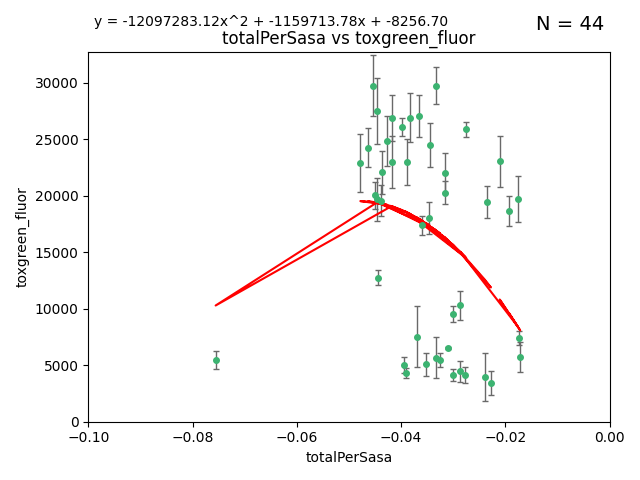 y = -12097283.12x^2 + -1159713.78x + -8256.70
N = 44
totalPerSasa vs toxgreen_fluor
30000
25000
20000
15000
10000
5000
0
toxgreen_fluor
−0.10 −0.08 −0.06 −0.04 −0.02 0.00
totalPerSasa